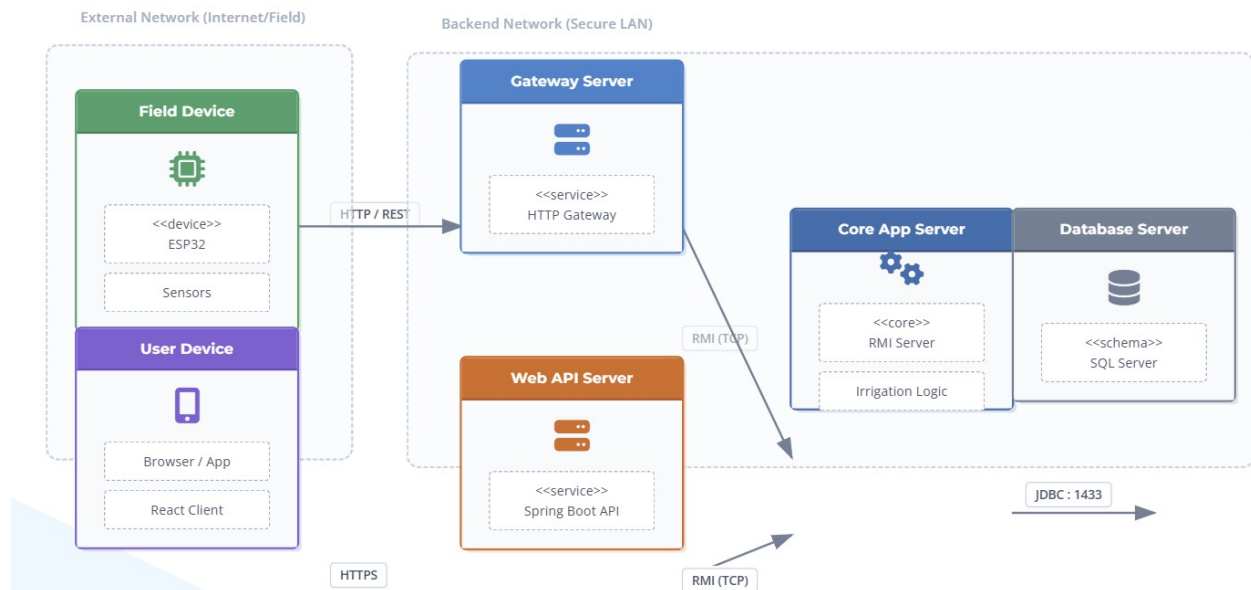 External Network (Internet/Field)
Backend Network (Secure LAN)
Field Device
<<device>>
ESP32
Sensors
User Device
Browser / App
React Client
HTTP / REST
HTTPS
Gateway Server
<<service>>
HTTP Gateway
Web API Server
<<service>>
Spring Boot API
RMI (TCP)
RMI (TCP)
Core App Server
<<core>>
RMI Server
Irrigation Logic
Database Server
<<schema>>
SQL Server
JDBC : 1433